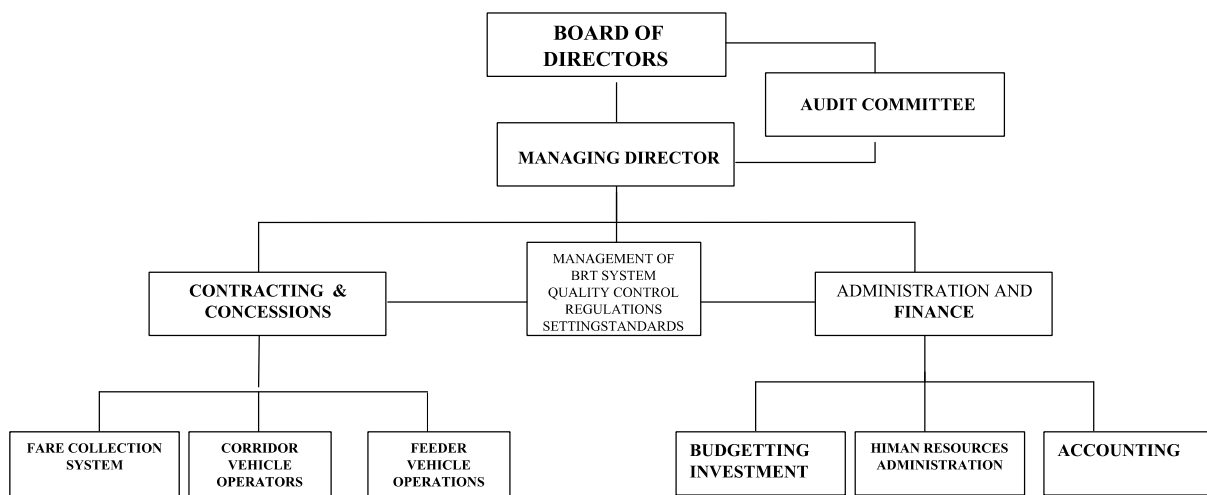 BOARD OF
DIRECTORS
AUDIT COMMITTEE
MANAGING DIRECTOR
CONTRACTING &
CONCESSIONS
MANAGEMENT OF
BRT SYSTEM
QUALITY CONTROL
REGULATIONS
SETTINGSTANDARDS
ADMINISTRATION AND
FINANCE
FARE COLLECTION
SYSTEM
CORRIDOR
VEHICLE
OPERATORS
FEEDER
VEHICLE
OPERATIONS
BUDGETTING
INVESTMENT
HIMAN RESOURCES
ADMINISTRATION
ACCOUNTING